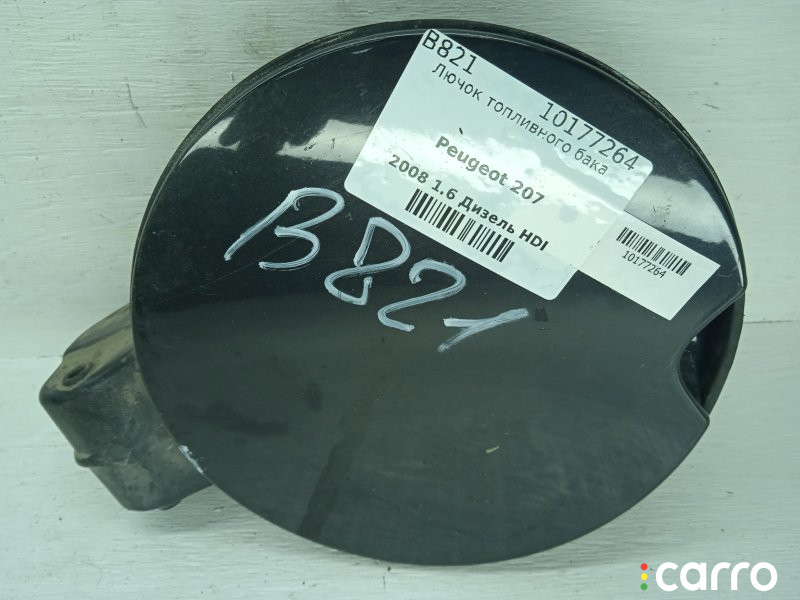 B821
10177264
Лючок топливного бака
Peugeot 207
2008 1.6 Дизель HDI
10177264
B821
carro